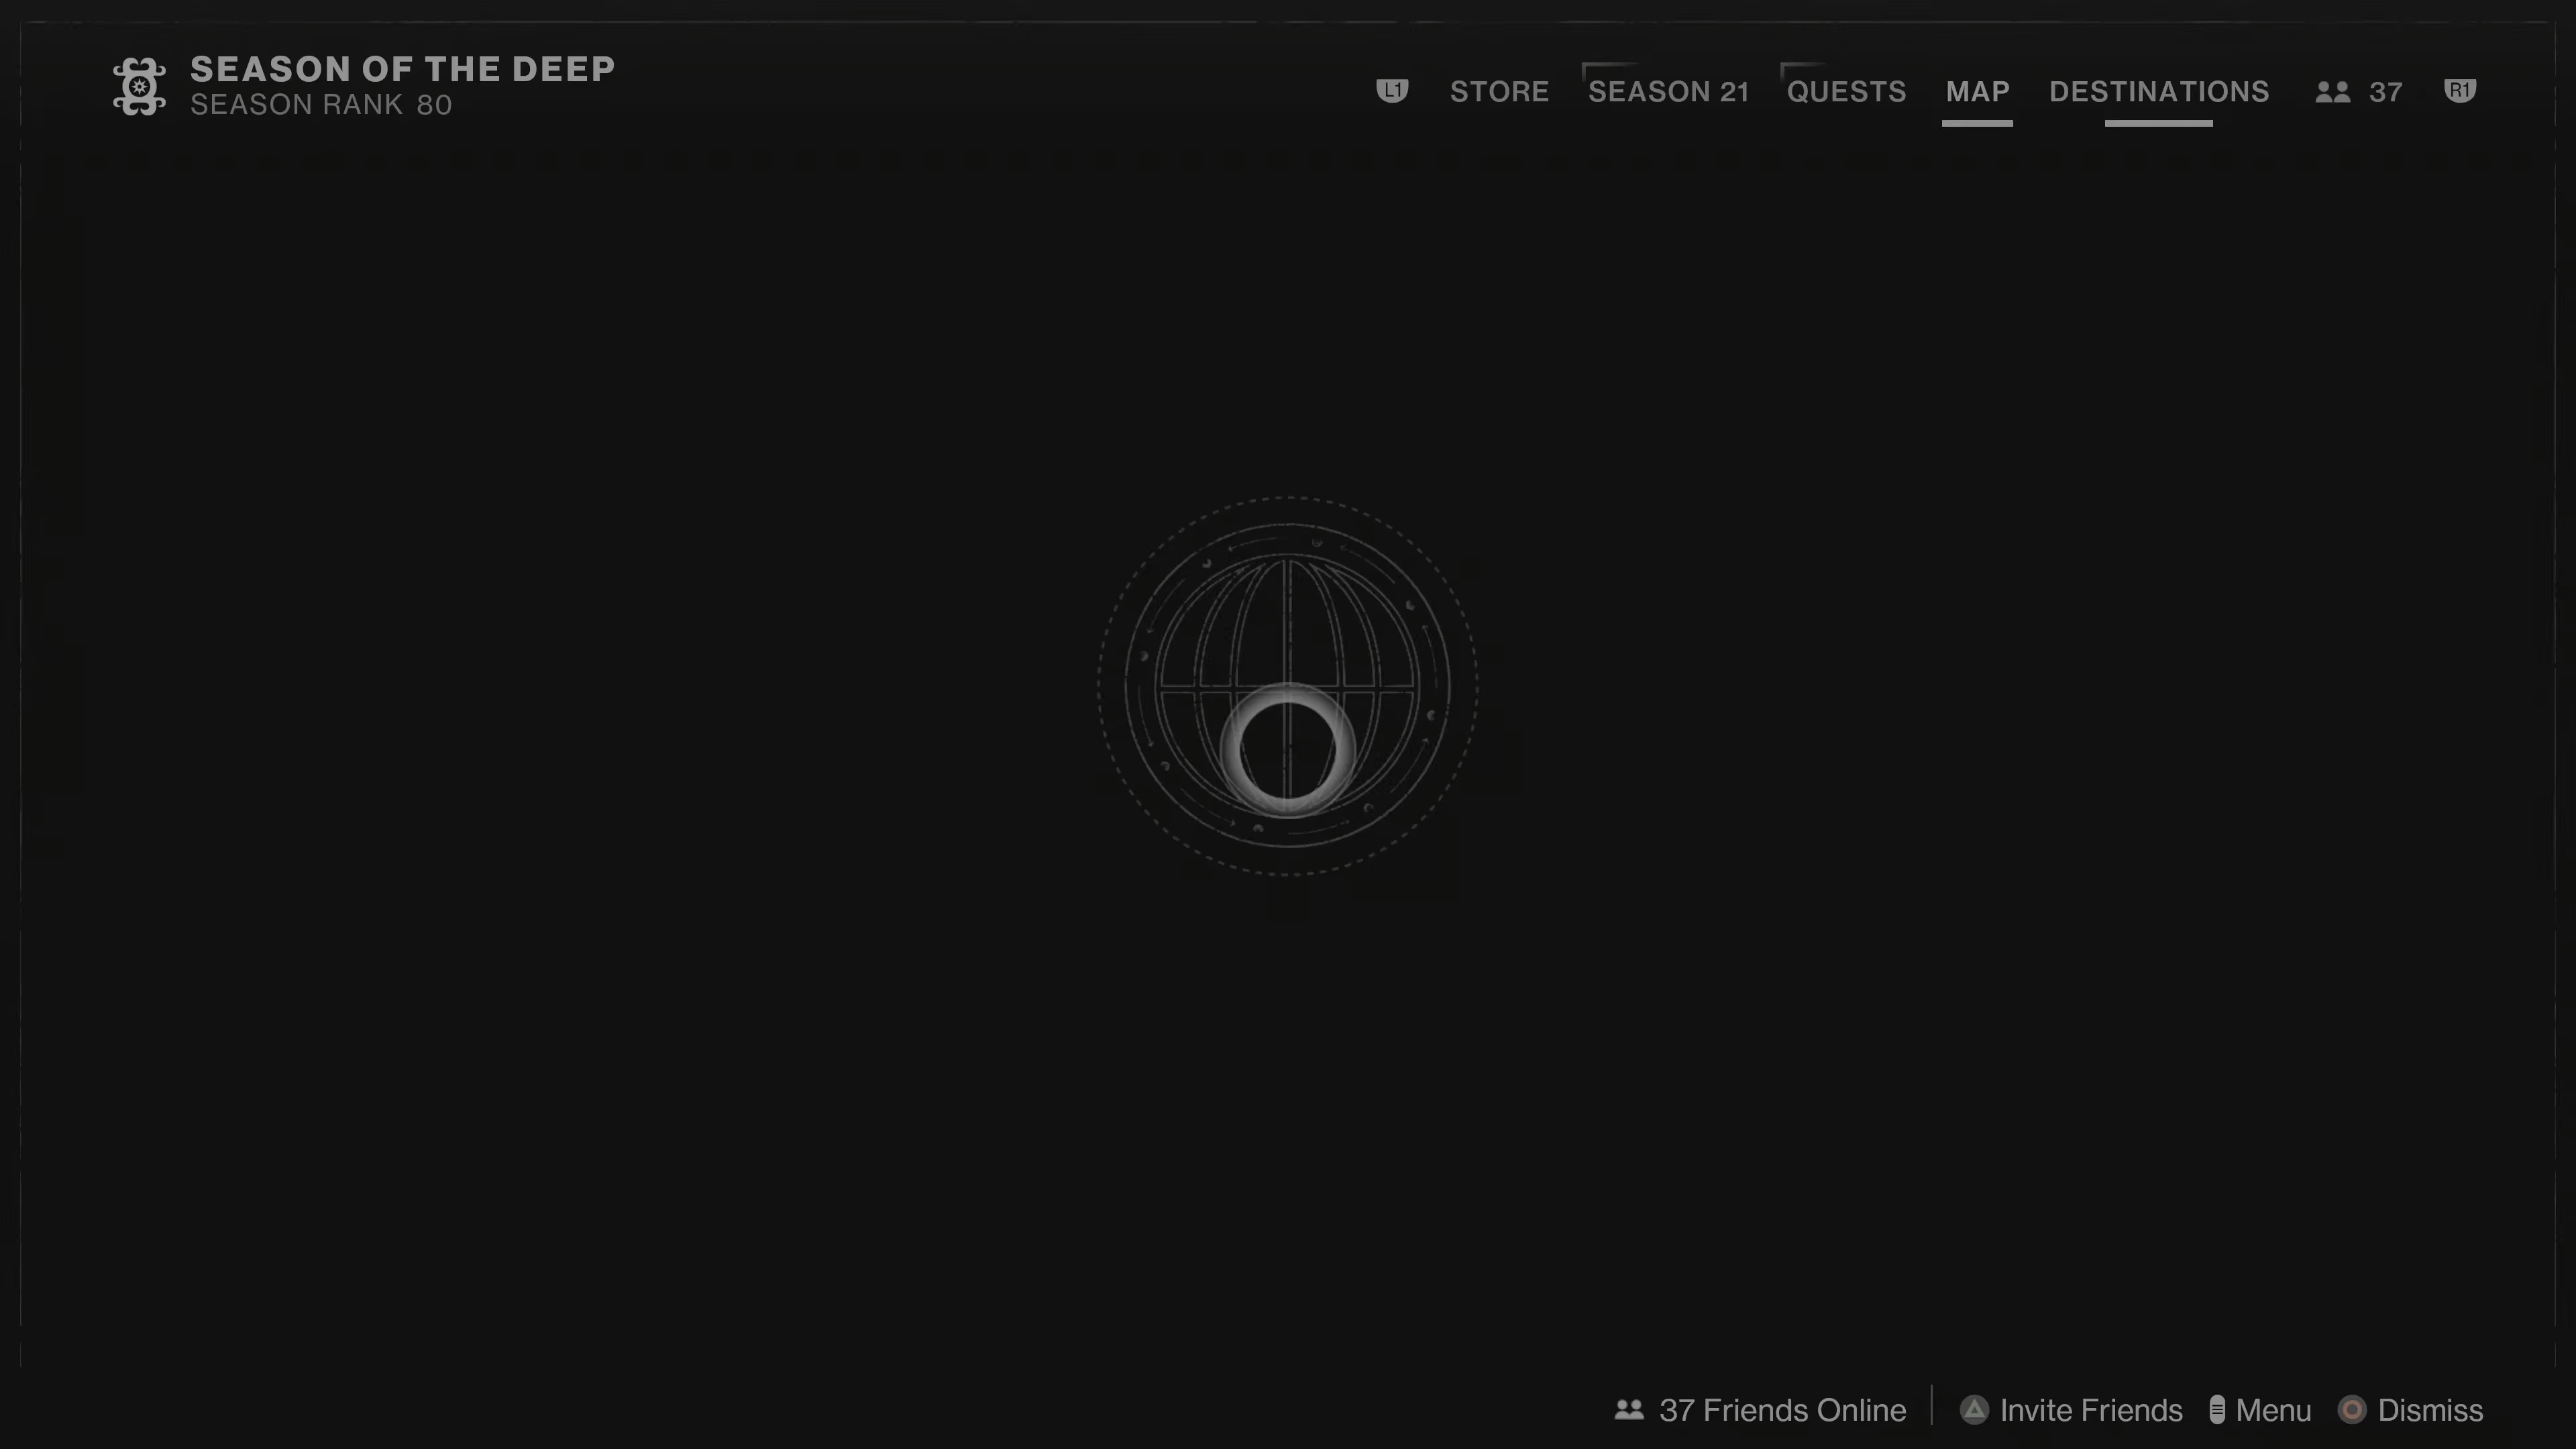 SEASON OF THE DEEP
SEASON RANK 80
L1 STORE SEASON 21 QUESTS MAP DESTINATIONS 37 R1
37 Friends Online Invite Friends Menu Dismiss